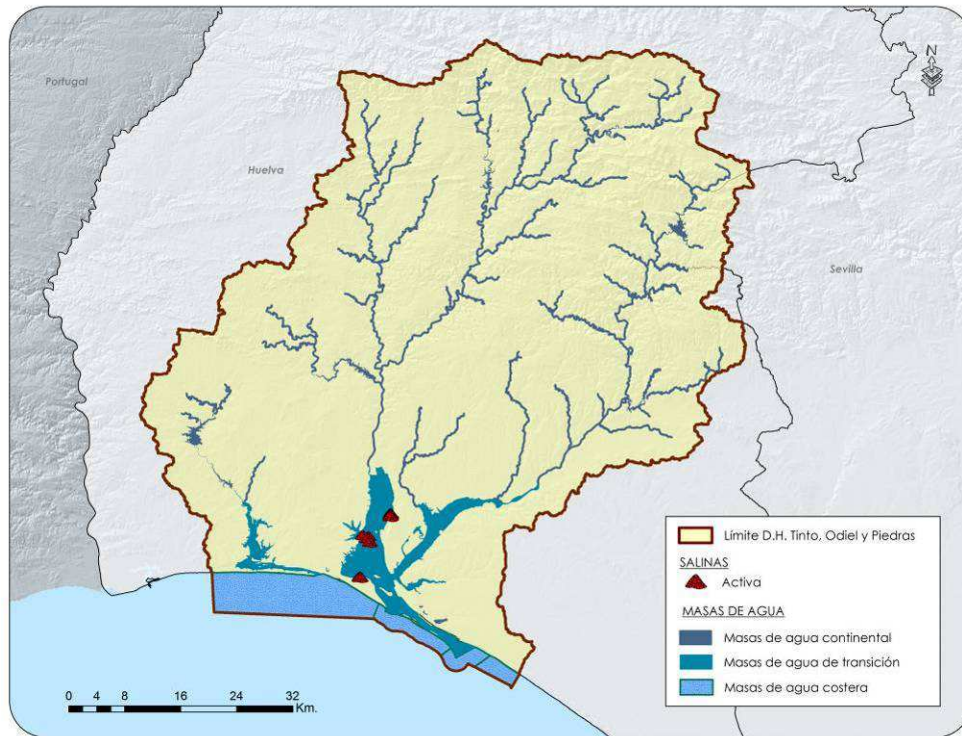 Portugal
N
Huelva
Sevilla
Límite D.H. Tinto, Odiel y Piedras
SALINAS
Activa
MASAS DE AGUA
Masas de agua continental
Masas de agua de transición
Masas de agua costera
0 4 8 16 24 32
Km.